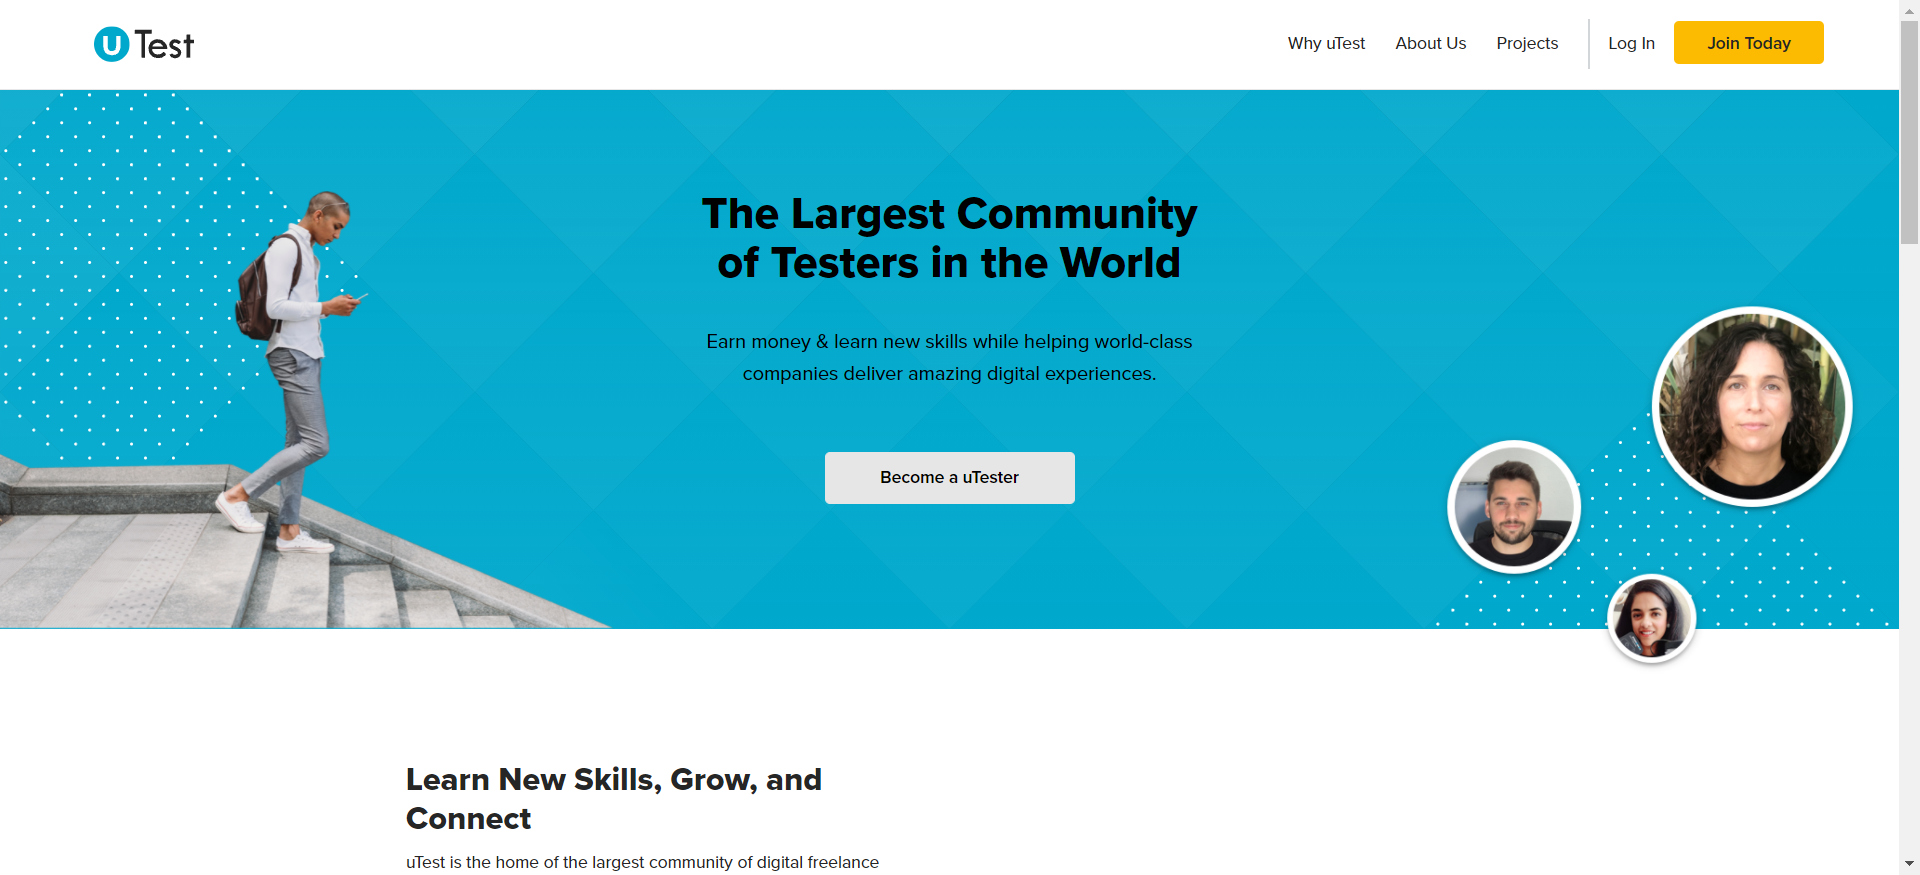 uTest
Why uTest
About Us
Projects
Log In
Join Today
The Largest Community
of Testers in the World
Earn money & learn new skills while helping world-class
companies deliver amazing digital experiences.
Become a uTester
Learn New Skills, Grow, and
Connect
uTest is the home of the largest community of digital freelance